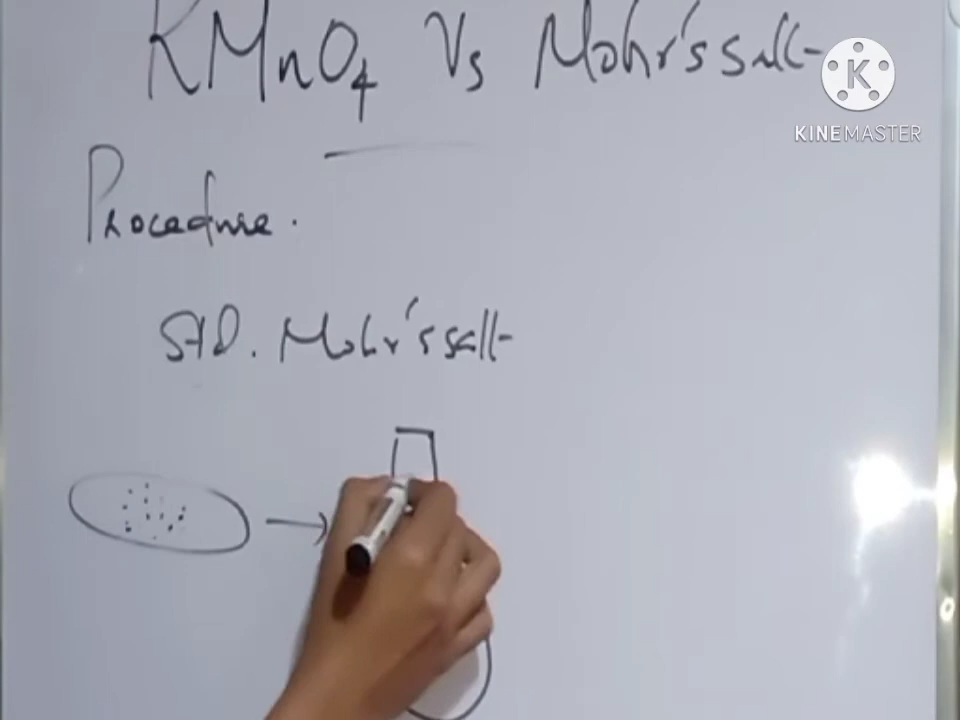 KMnO4 Vs Mohr's salt
K
KINEMASTER
Procedure.
STD. Mohr's salt